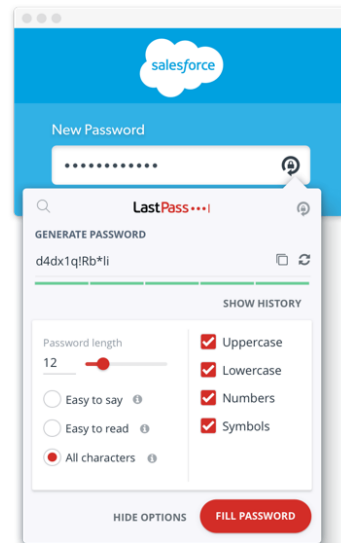 salesforce
New Password
LastPass
GENERATE PASSWORD
d4dx1q!Rb*li
SHOW HISTORY
Password length
12
Uppercase
Lowercase
Numbers
Symbols
Easy to say
Easy to read
All characters
HIDE OPTIONS
FILL PASSWORD